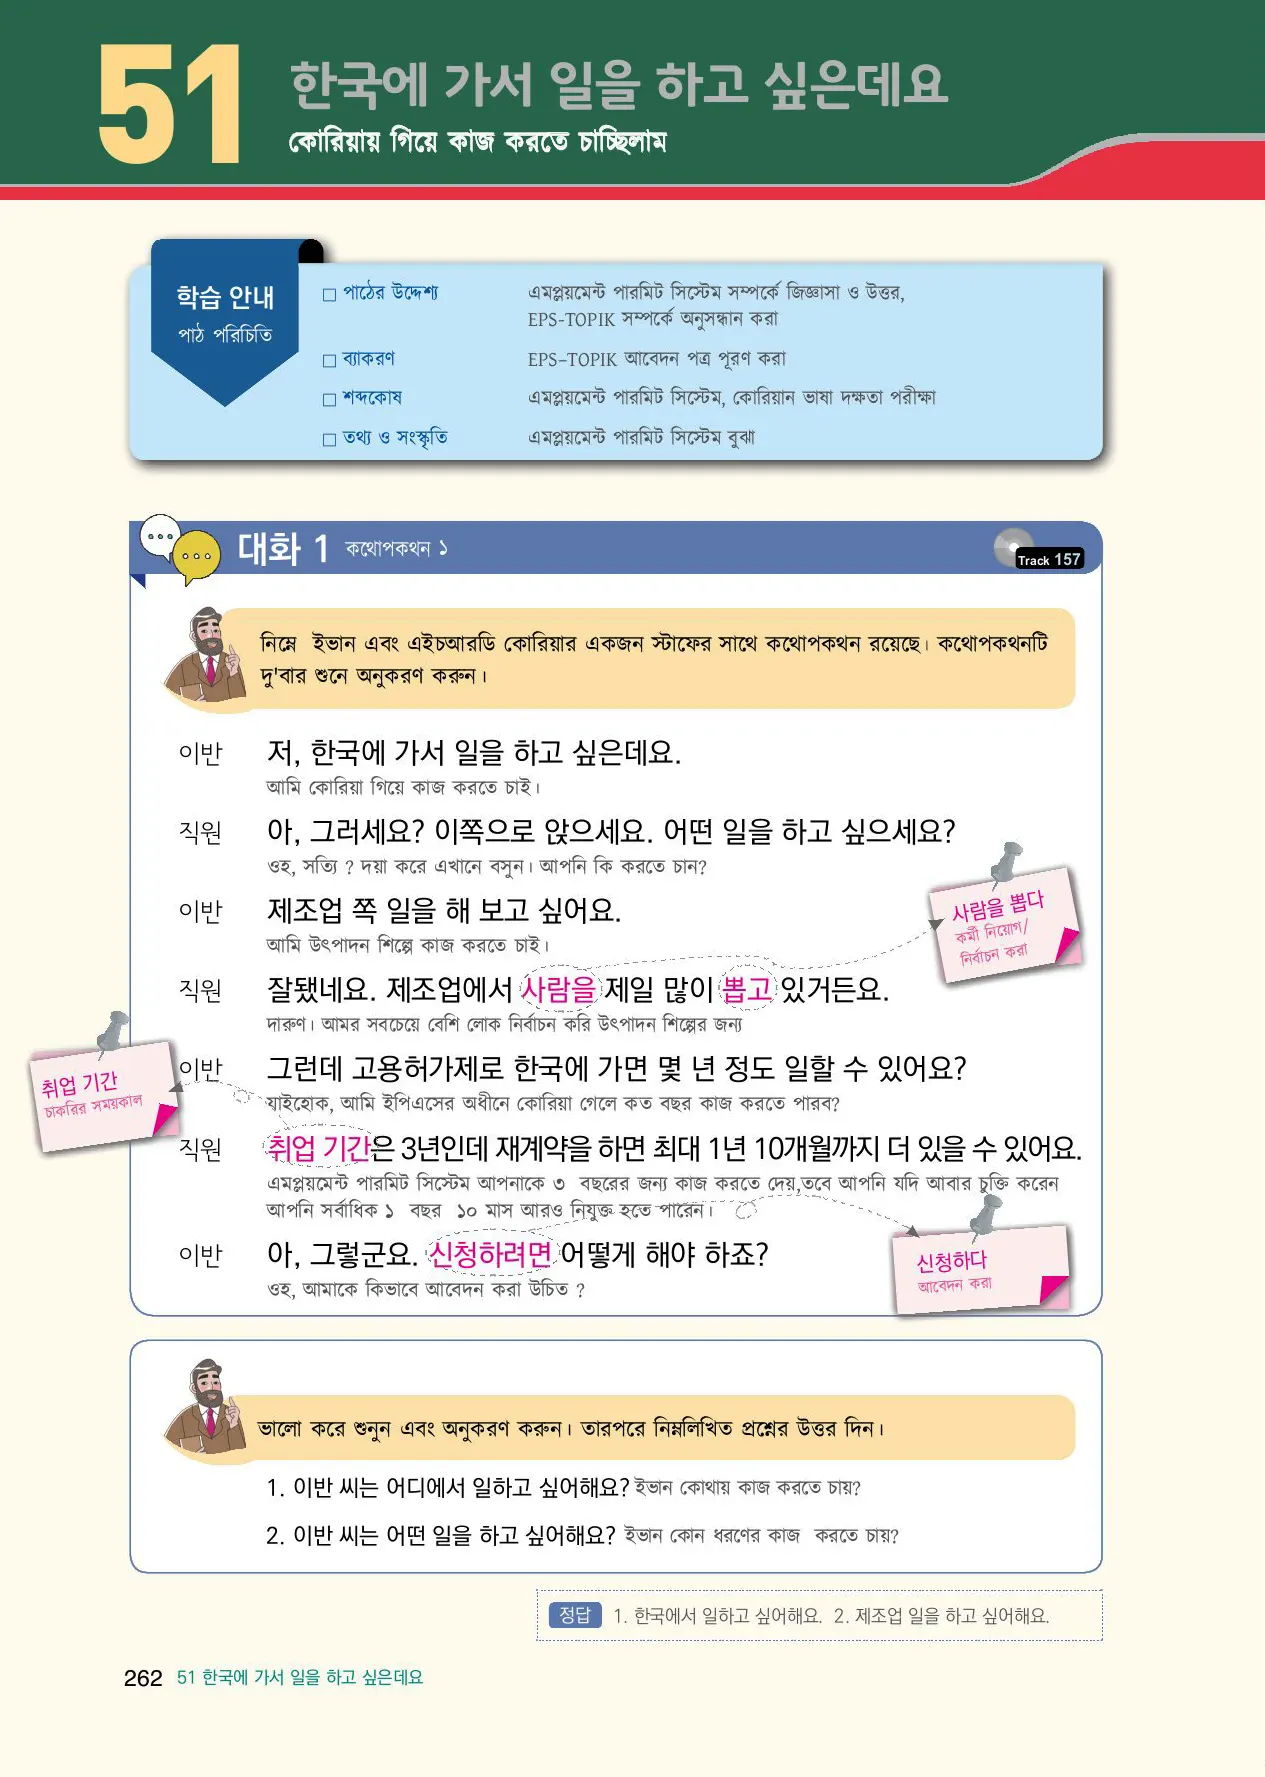 51
한국에 가서 일을 하고 싶은데요
কোরিয়ায় গিয়ে কাজ করতে চাচ্ছিলাম
학습 안내
পাঠ পরিচিতি
□ পাঠের উদ্দেশ্য এমপ্লয়মেন্ট পারমিট সিস্টেম সম্পর্কে জিজ্ঞাসা ও উত্তর,
EPS-TOPIK সম্পর্কে অনুসন্ধান করা
□ ব্যাকরণ EPS–TOPIK আবেদন পত্র পূরণ করা
□ শব্দকোষ এমপ্লয়মেন্ট পারমিট সিস্টেম, কোরিয়ান ভাষা দক্ষতা পরীক্ষা
□ তথ্য ও সংস্কৃতি এমপ্লয়মেন্ট পারমিট সিস্টেম বুঝা
대화 1 কথোপকথন ১
Track 157
নিম্নে ইভান এবং এইচআরডি কোরিয়ার একজন স্টাফের সাথে কথোপকথন রয়েছে। কথোপকথনটি
দু'বার শুনে অনুকরণ করুন।
이반 저, 한국에 가서 일을 하고 싶은데요.
আমি কোরিয়া গিয়ে কাজ করতে চাই।
직원 아, 그러세요? 이쪽으로 앉으세요. 어떤 일을 하고 싶으세요?
ওহ, সত্যি ? দয়া করে এখানে বসুন। আপনি কি করতে চান?
이반 제조업 쪽 일을 해 보고 싶어요.
আমি উৎপাদন শিল্পে কাজ করতে চাই।
사람을 뽑다
কর্মী নিয়োগ/
নির্বাচন করা
직원 잘됐네요. 제조업에서 사람을 제일 많이 뽑고 있거든요.
দারুণ। আমর সবচেয়ে বেশি লোক নির্বাচন করি উৎপাদন শিল্পের জন্য
이반 그런데 고용허가제로 한국에 가면 몇 년 정도 일할 수 있어요?
যাইহোক, আমি ইপিএসের অধীনে কোরিয়া গেলে কত বছর কাজ করতে পারব?
취업 기간
চাকরির সময়কাল
직원 취업 기간은 3년인데 재계약을 하면 최대 1년 10개월까지 더 있을 수 있어요.
এমপ্লয়মেন্ট পারমিট সিস্টেম আপনাকে ৩ বছরের জন্য কাজ করতে দেয়,তবে আপনি যদি আবার চুক্তি করেন
আপনি সর্বাধিক ১ বছর ১০ মাস আরও নিযুক্ত হতে পারেন।
이반 아, 그렇군요. 신청하려면 어떻게 해야 하죠?
ওহ, আমাকে কিভাবে আবেদন করা উচিত ?
신청하다
আবেদন করা
ভালো করে শুনুন এবং অনুকরণ করুন। তারপরে নিম্নলিখিত প্রশ্নের উত্তর দিন।
1. 이반 씨는 어디에서 일하고 싶어해요? ইভান কোথায় কাজ করতে চায়?
2. 이반 씨는 어떤 일을 하고 싶어해요? ইভান কোন ধরণের কাজ করতে চায়?
정답 1. 한국에서 일하고 싶어해요. 2. 제조업 일을 하고 싶어해요.
262 51 한국에 가서 일을 하고 싶은데요